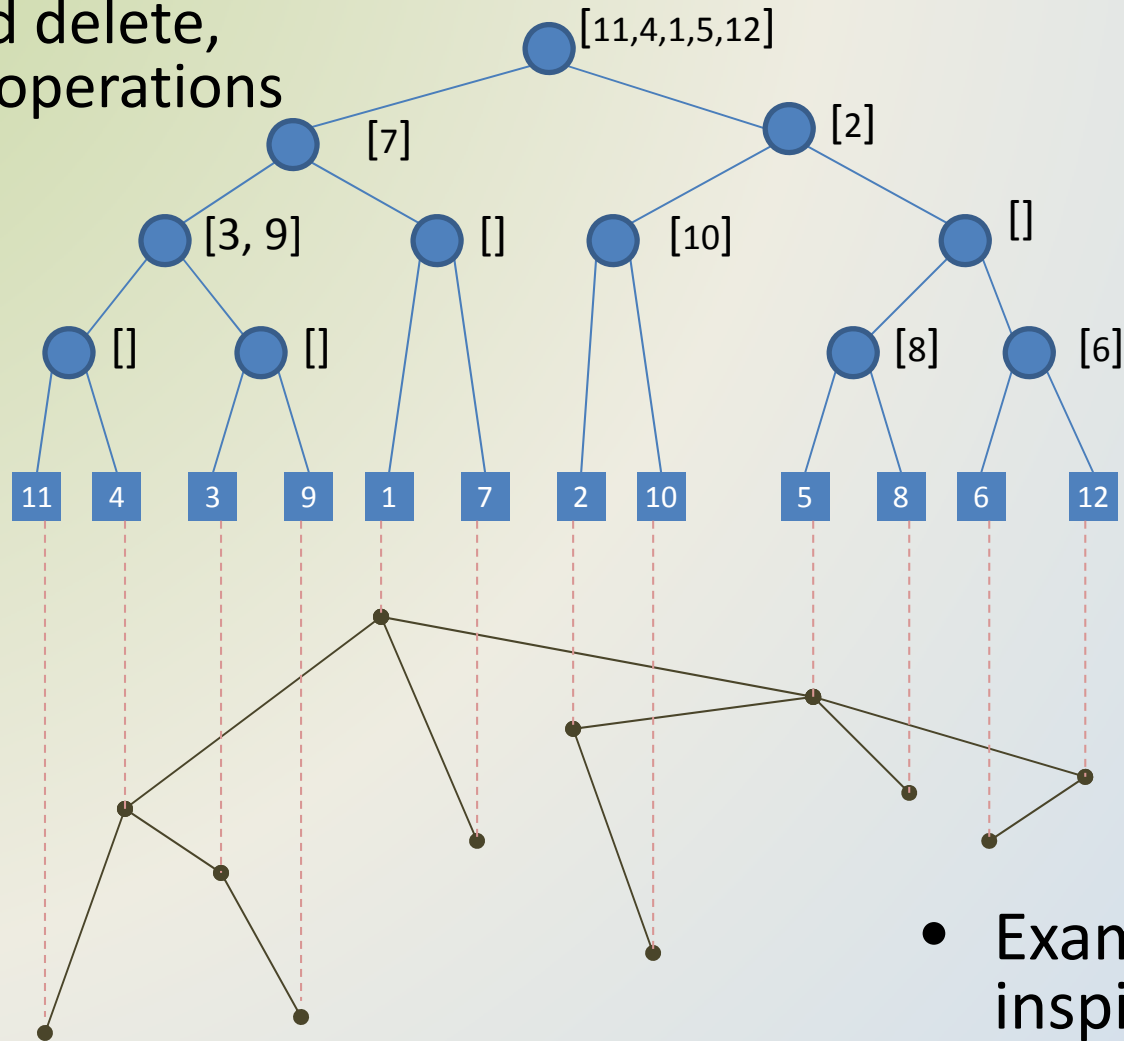 d delete,
operations
[11,4,1,5,12]
[7]
[2]
[3, 9]
[]
[10]
[]
[]
[]
[8]
[6]
11 4 3 9 1 7 2 10 5 8 6 12
• Exan
inspi